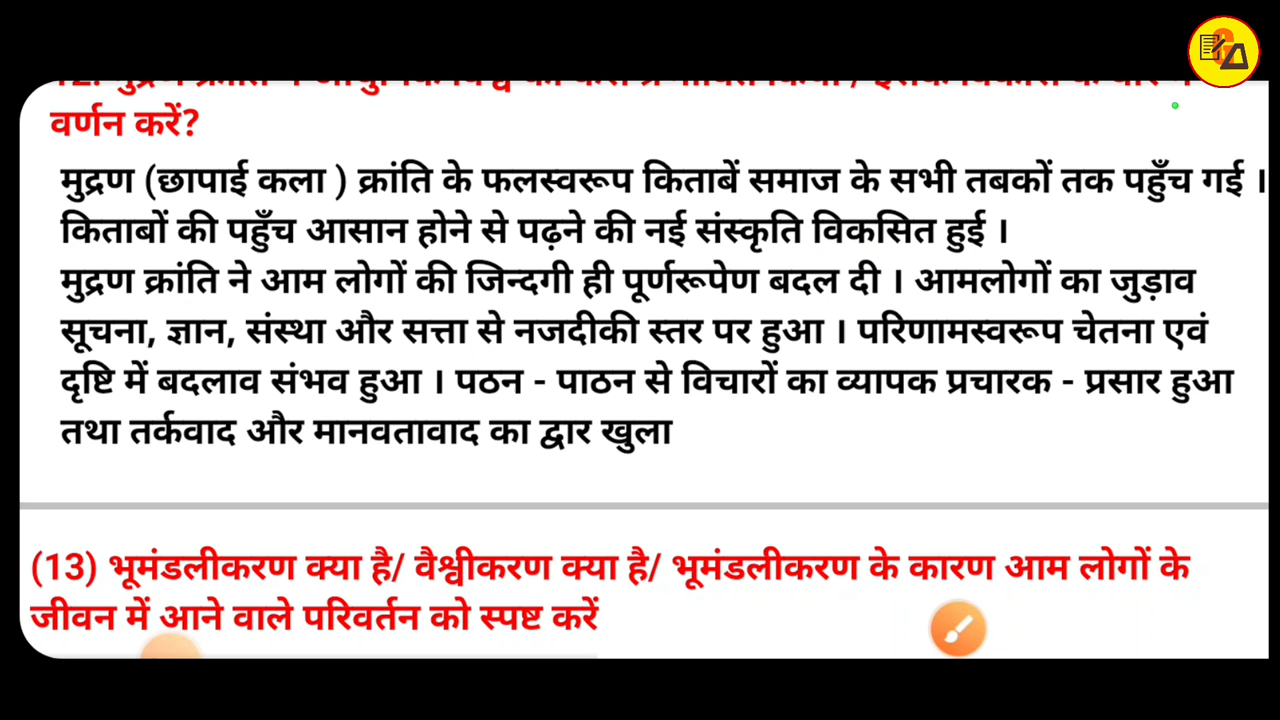 वर्णन करें?
मुद्रण (छापाई कला ) क्रांति के फलस्वरूप किताबें समाज के सभी तबकों तक पहुँच गई ।
किताबों की पहुँच आसान होने से पढ़ने की नई संस्कृति विकसित हुई ।
मुद्रण क्रांति ने आम लोगों की जिन्दगी ही पूर्णरूपेण बदल दी । आमलोगों का जुड़ाव
सूचना, ज्ञान, संस्था और सत्ता से नजदीकी स्तर पर हुआ । परिणामस्वरूप चेतना एवं
दृष्टि में बदलाव संभव हुआ । पठन - पाठन से विचारों का व्यापक प्रचारक - प्रसार हुआ
तथा तर्कवाद और मानवतावाद का द्वार खुला
(13) भूमंडलीकरण क्या है/ वैश्वीकरण क्या है/ भूमंडलीकरण के कारण आम लोगों के
जीवन में आने वाले परिवर्तन को स्पष्ट करें